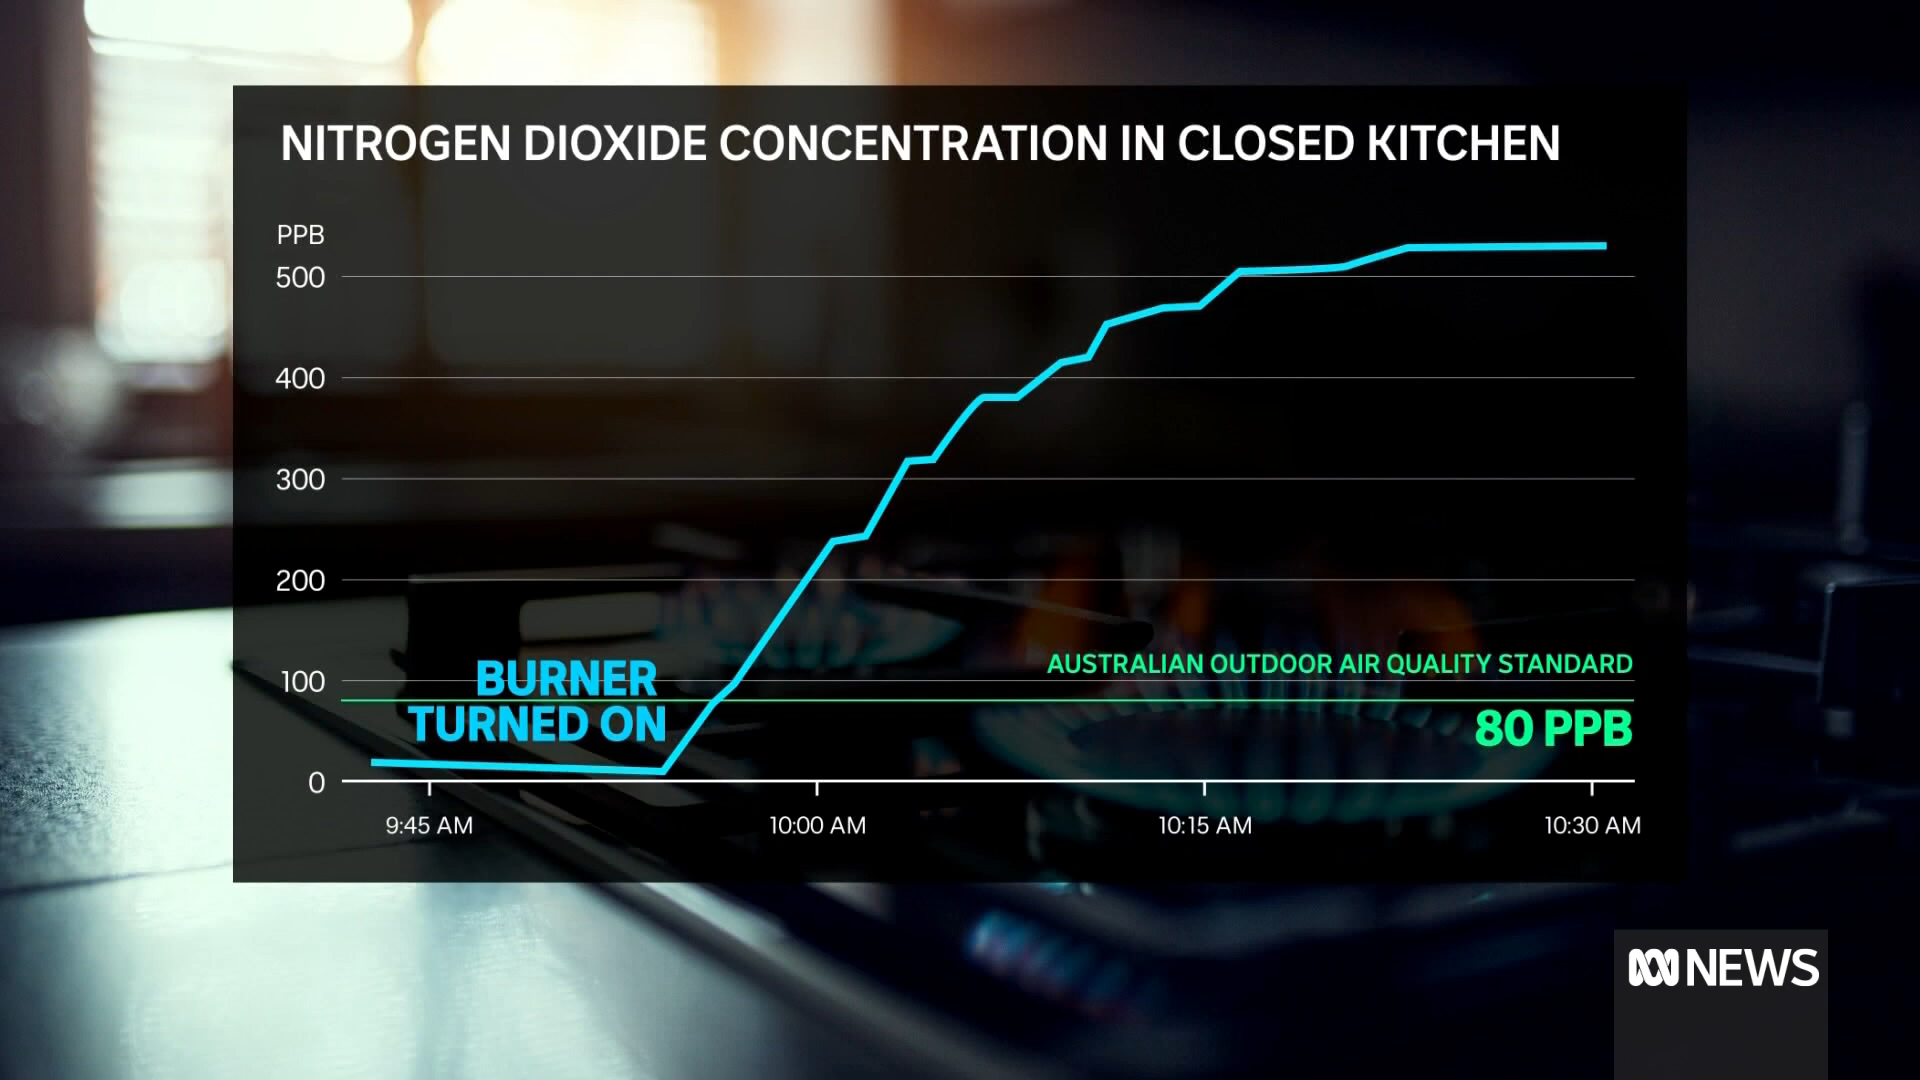 NITROGEN DIOXIDE CONCENTRATION IN CLOSED KITCHEN
PPB
500
400
300
200
100
0
BURNER
TURNED ON
AUSTRALIAN OUTDOOR AIR QUALITY STANDARD
80 PPB
9:45 AM 10:00 AM 10:15 AM 10:30 AM
NEWS